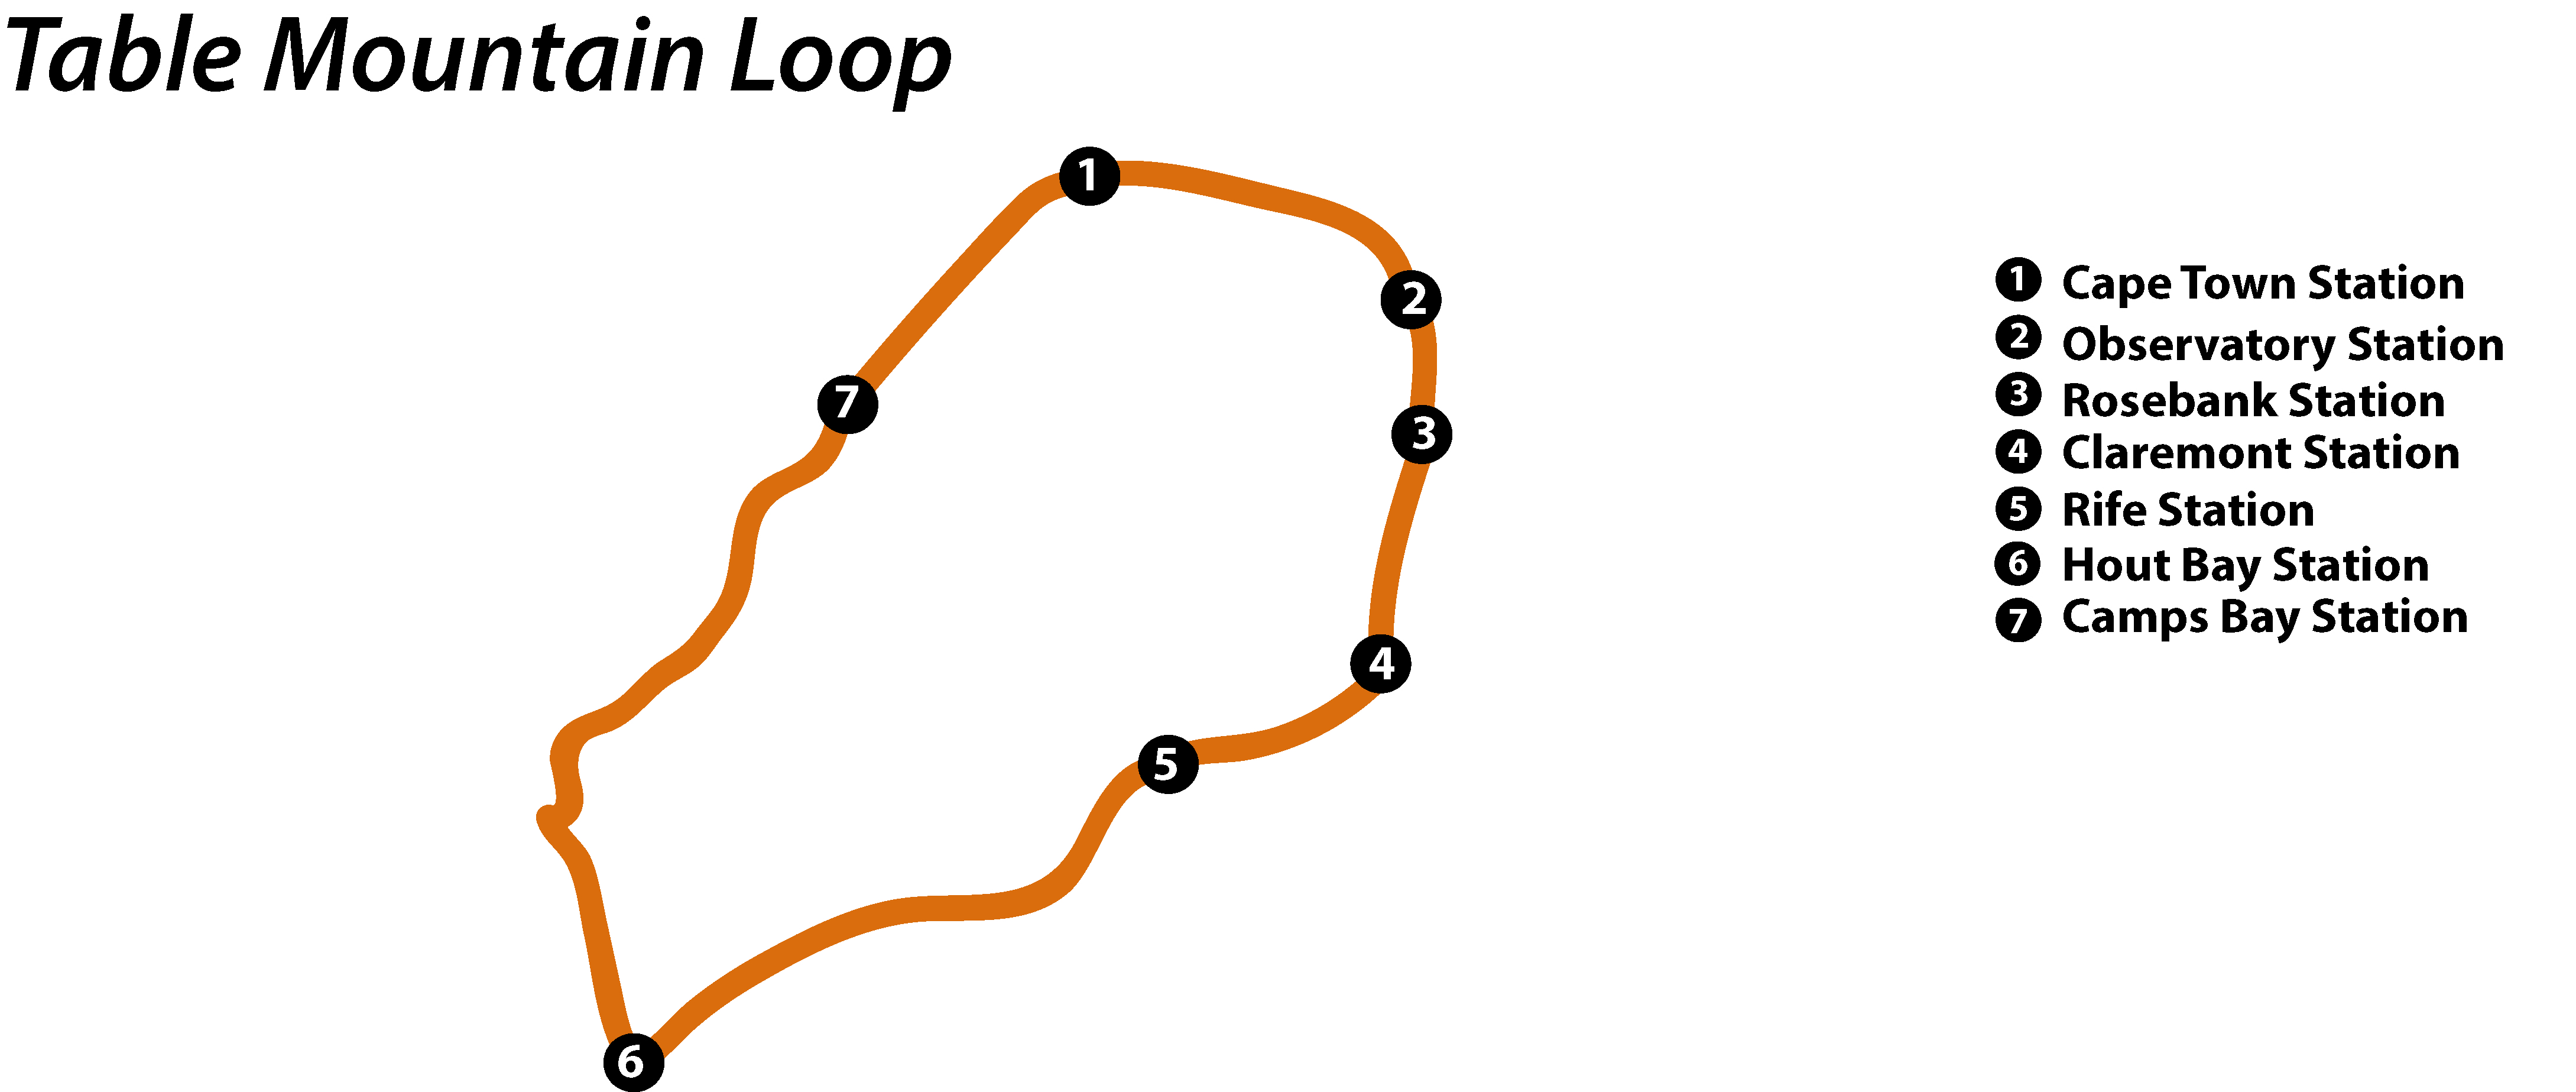 Table Mountain Loop
1
2
7
3
4
5
6
1 Cape Town Station
2 Observatory Station
3 Rosebank Station
4 Claremont Station
5 Rife Station
6 Hout Bay Station
7 Camps Bay Station